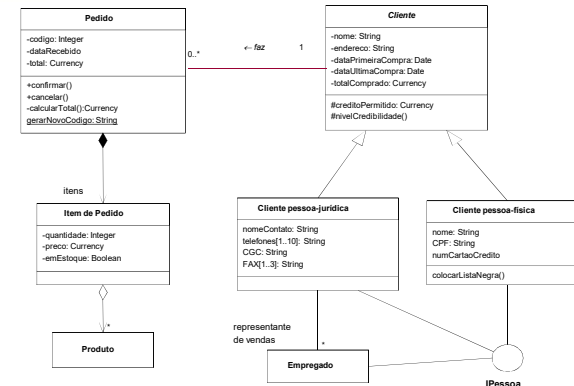 Pedido
-codigo: Integer
-dataRecebido
-total: Currency
+confirmar()
+cancelar()
-calcularTotal():Currency
gerarNovoCodigo: String
0..*
← faz
1
Cliente
-nome: String
-endereco: String
-dataPrimeiraCompra: Date
-dataUltimaCompra: Date
-totalComprado: Currency
#creditoPermitido: Currency
#nivelCredibilidade()
itens
Item de Pedido
-quantidade: Integer
-preco: Currency
-emEstoque: Boolean
*
Produto
Cliente pessoa-jurídica
nomeContato: String
telefones[1..10]: String
CGC: String
FAX[1..3]: String
Cliente pessoa-física
nome: String
CPF: String
numCartaoCredito
colocarListaNegra()
representante
de vendas
*
Empregado
IPessoa